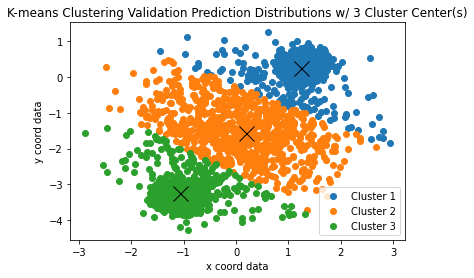 K-means Clustering Validation Prediction Distributions w/ 3 Cluster Center(s)
1
0
−1
−2
−3
−4
y coord data
Cluster 1
Cluster 2
Cluster 3
−3 −2 −1 0 1 2 3
x coord data